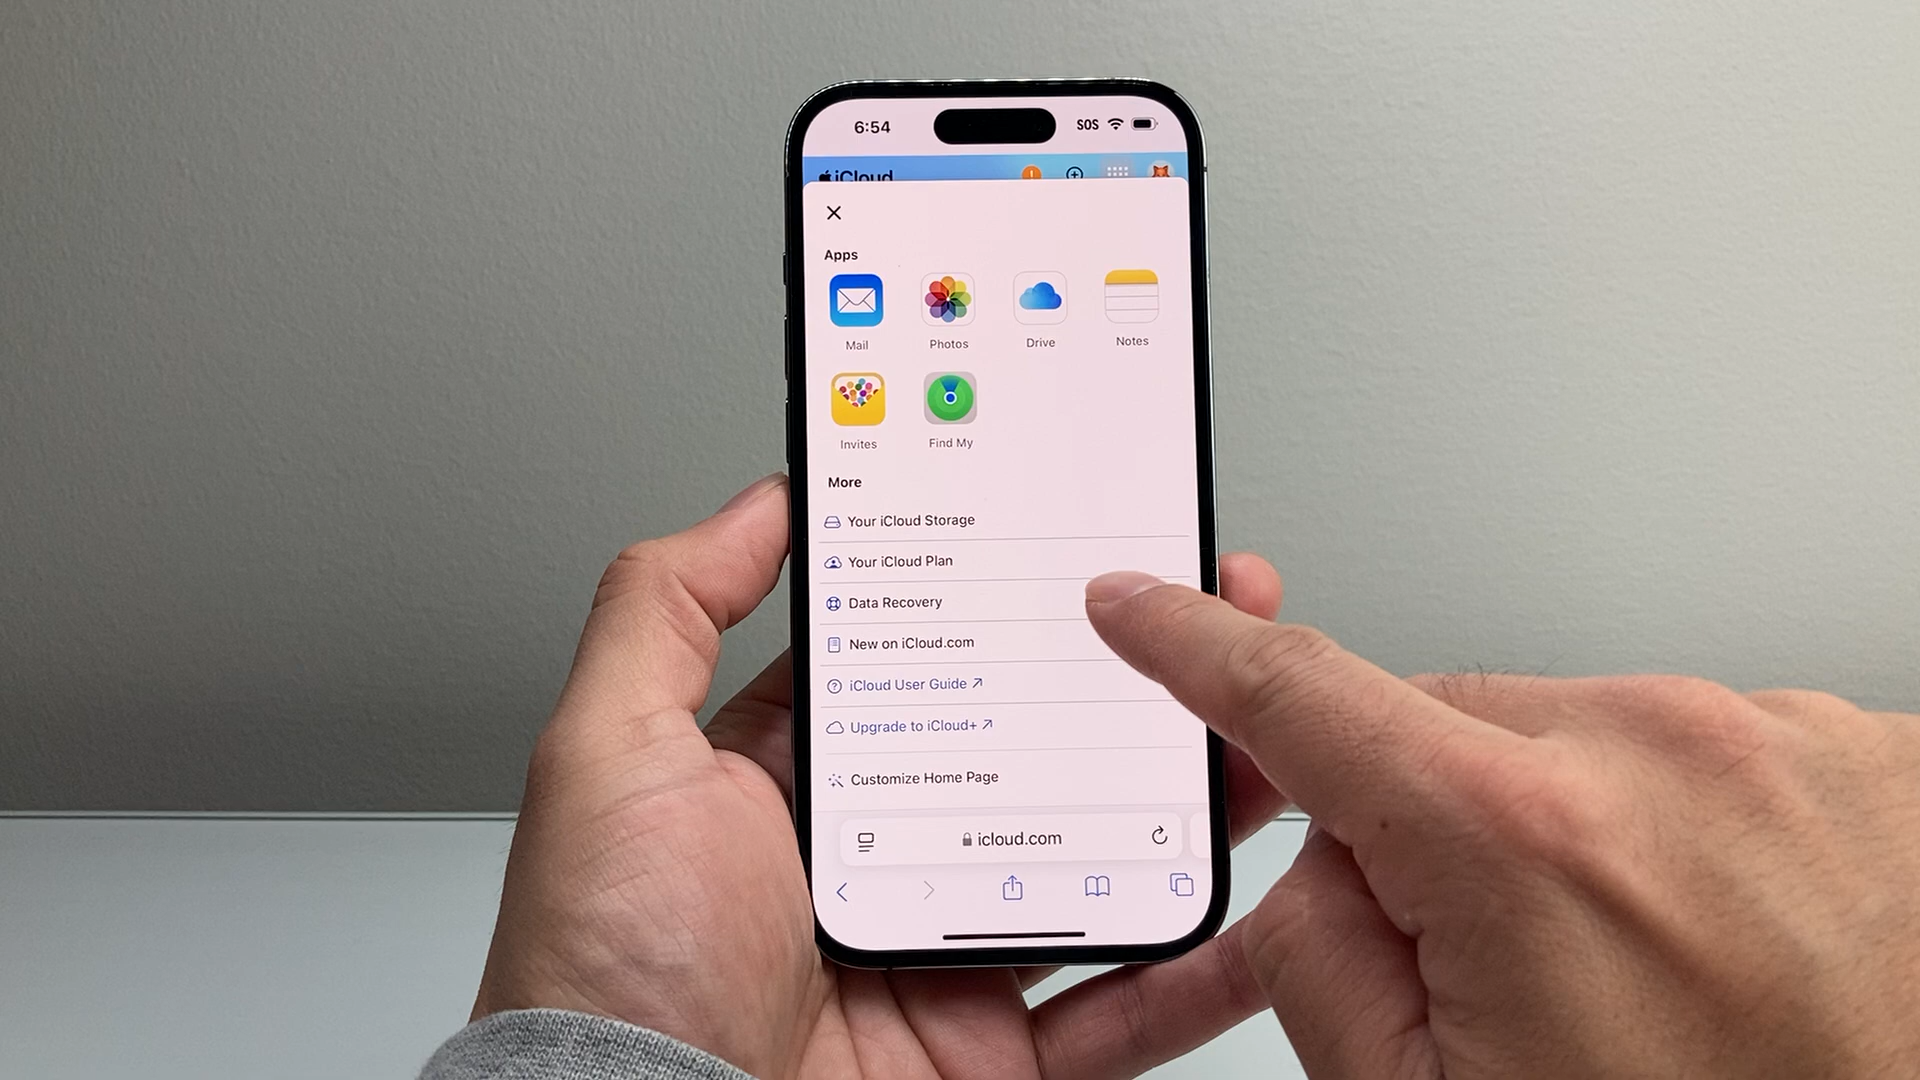 6:54 SOS
iCloud
Apps
Mail Photos Drive Notes
Invites Find My
More
Your iCloud Storage
Your iCloud Plan
Data Recovery
New on iCloud.com
iCloud User Guide ↗
Upgrade to iCloud+ ↗
Customize Home Page
icloud.com